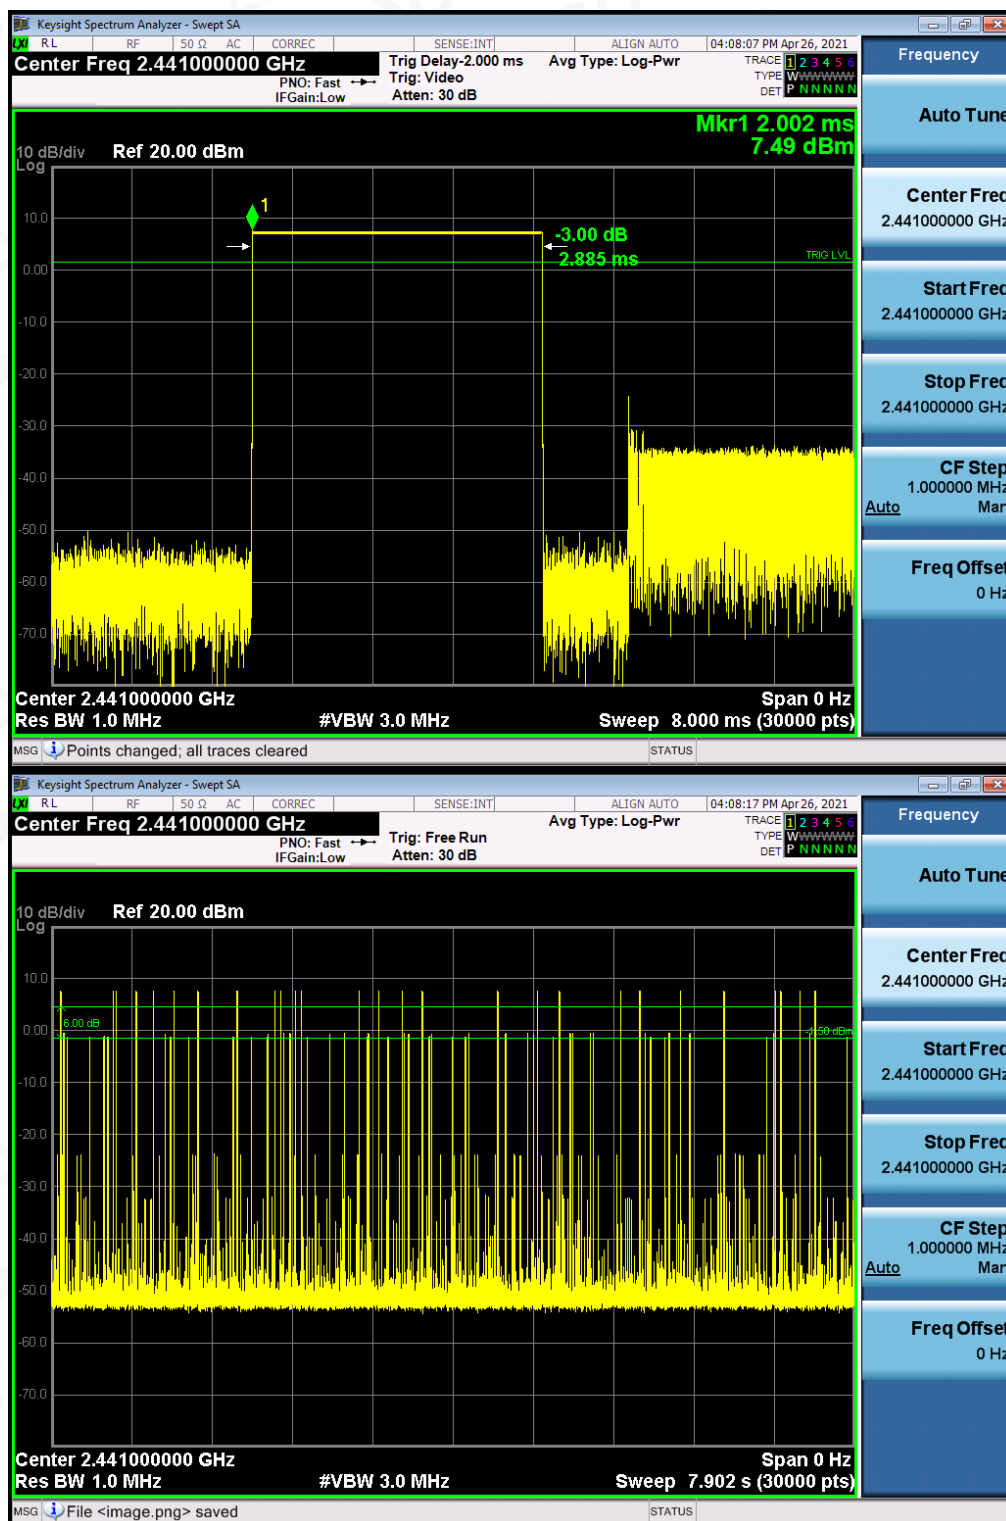 Keysight Spectrum Analyzer - Swept SA
LXI RL RF 50 Ω AC CORREC SENSE:INT ALIGN AUTO 04:08:07 PM Apr 26, 2021
Center Freq 2.441000000 GHz
PNO: Fast
IFGain:Low
Trig Delay-2.000 ms
Trig: Video
Atten: 30 dB
Avg Type: Log-Pwr
TRACE 1 2 3 4 5 6
TYPE WWWWWW
DET P N N N N N
Mkr1 2.002 ms
7.49 dBm
10 dB/div
Log
Ref 20.00 dBm
1
10.0
0.00
-10.0
-20.0
-30.0
-40.0
-50.0
-60.0
-70.0
-3.00 dB
2.885 ms
TRIG LVL
Center 2.441000000 GHz
Res BW 1.0 MHz
#VBW 3.0 MHz
Span 0 Hz
Sweep 8.000 ms (30000 pts)
MSG Points changed; all traces cleared
STATUS
Frequency
Auto Tune
Center Freq
2.441000000 GHz
Start Freq
2.441000000 GHz
Stop Freq
2.441000000 GHz
CF Step
1.000000 MHz
Auto Man
Freq Offset
0 Hz
Keysight Spectrum Analyzer - Swept SA
LXI RL RF 50 Ω AC CORREC SENSE:INT ALIGN AUTO 04:08:17 PM Apr 26, 2021
Center Freq 2.441000000 GHz
PNO: Fast
IFGain:Low
Trig: Free Run
Atten: 30 dB
Avg Type: Log-Pwr
TRACE 1 2 3 4 5 6
TYPE WWWWWW
DET P N N N N N
10 dB/div
Log
Ref 20.00 dBm
10.0
0.00
-10.0
-20.0
-30.0
-40.0
-50.0
-60.0
-70.0
6.00 dB
-1.50 dBm
Center 2.441000000 GHz
Res BW 1.0 MHz
#VBW 3.0 MHz
Span 0 Hz
Sweep 7.902 s (30000 pts)
MSG File <image.png> saved
STATUS
Frequency
Auto Tune
Center Freq
2.441000000 GHz
Start Freq
2.441000000 GHz
Stop Freq
2.441000000 GHz
CF Step
1.000000 MHz
Auto Man
Freq Offset
0 Hz